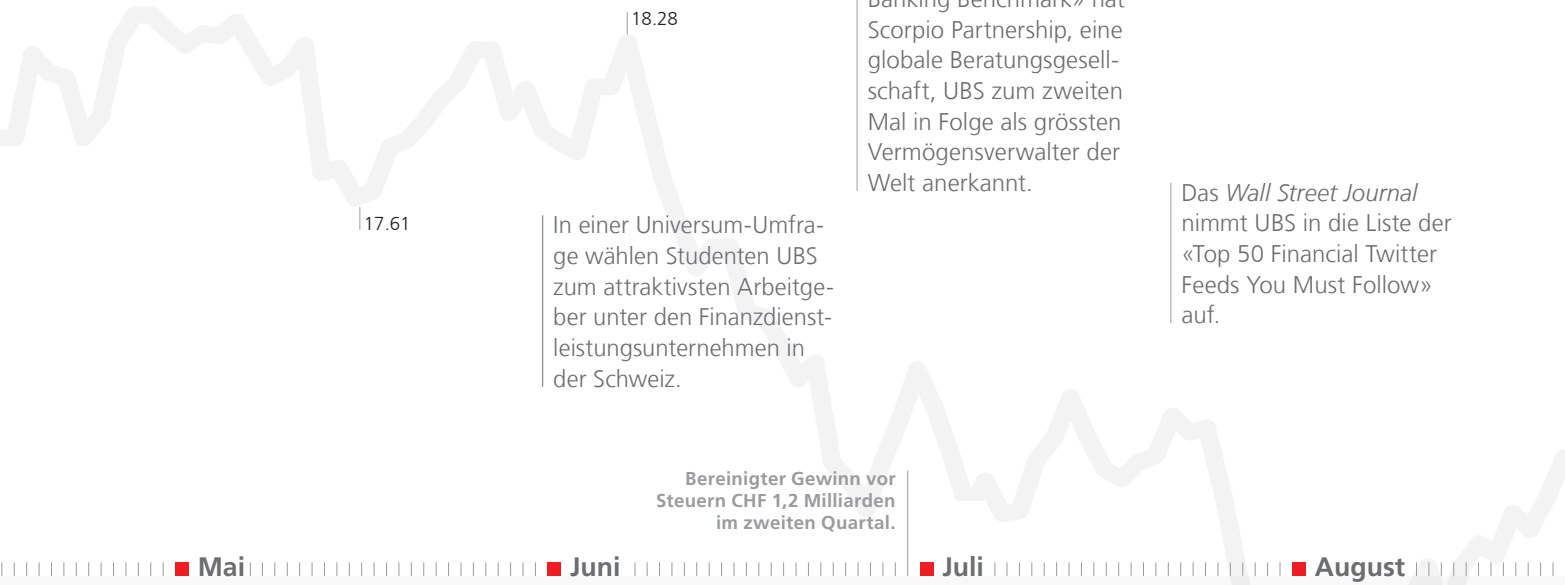 18.28
Banking Benchmark» hat
Scorpio Partnership, eine
globale Beratungsgesell-
schaft, UBS zum zweiten
Mal in Folge als grössten
Vermögensverwalter der
Welt anerkannt.
Das Wall Street Journal
nimmt UBS in die Liste der
«Top 50 Financial Twitter
Feeds You Must Follow»
auf.
17.61
In einer Universum-Umfra-
ge wählen Studenten UBS
zum attraktivsten Arbeitge-
ber unter den Finanzdienst-
leistungsunternehmen in
der Schweiz.
Bereinigter Gewinn vor
Steuern CHF 1,2 Milliarden
im zweiten Quartal.
Mai Juni Juli August